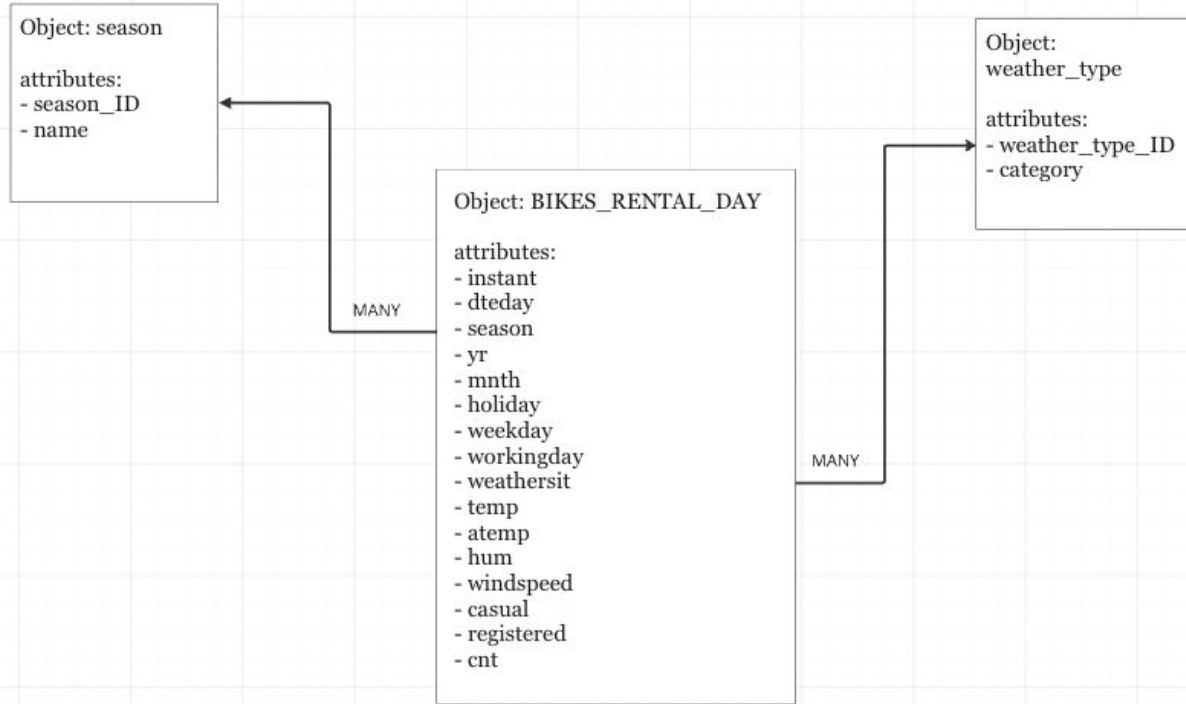 Object: season
attributes:
- season_ID
- name
MANY
Object: BIKES_RENTAL_DAY
attributes:
- instant
- dteday
- season
- yr
- mnth
- holiday
- weekday
- workingday
- weathersit
- temp
- atemp
- hum
- windspeed
- casual
- registered
- cnt
MANY
Object:
weather_type
attributes:
- weather_type_ID
- category